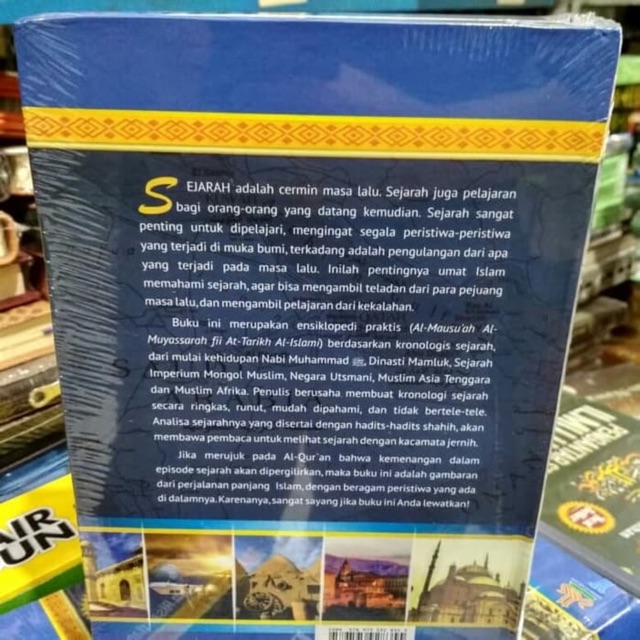 SEJARAH adalah cermin masa lalu. Sejarah juga pelajaran
bagi orang-orang yang datang kemudian. Sejarah sangat
penting untuk dipelajari, mengingat segala peristiwa-peristiwa
yang terjadi di muka bumi, terkadang adalah pengulangan dari apa
yang terjadi pada masa lalu. Inilah pentingnya umat Islam
memahami sejarah, agar bisa mengambil teladan dari para pejuang
masa lalu, dan mengambil pelajaran dari kekalahan.
Buku ini merupakan ensiklopedi praktis (Al-Mausu'ah Al-
Muyassarah fii At-Tarikh Al-Islami) berdasarkan kronologis sejarah,
dari mulai kehidupan Nabi Muhammad ﷺ, Dinasti Mamluk, Sejarah
Imperium Mongol Muslim, Negara Utsmani, Muslim Asia Tenggara
dan Muslim Afrika. Penulis berusaha membuat kronologi sejarah
secara ringkas, runut, mudah dipahami, dan tidak bertele-tele.
Analisa sejarahnya yang disertai dengan hadits-hadits shahih, akan
membawa pembaca untuk melihat sejarah dengan kacamata jernih.
Jika merujuk pada Al-Qur'an bahwa kemenangan dalam
episode sejarah akan dipergilirkan, maka buku ini adalah gambaran
dari perjalanan panjang Islam, dengan beragam peristiwa yang ada
di dalamnya. Karenanya, sangat sayang jika buku ini Anda lewatkan!